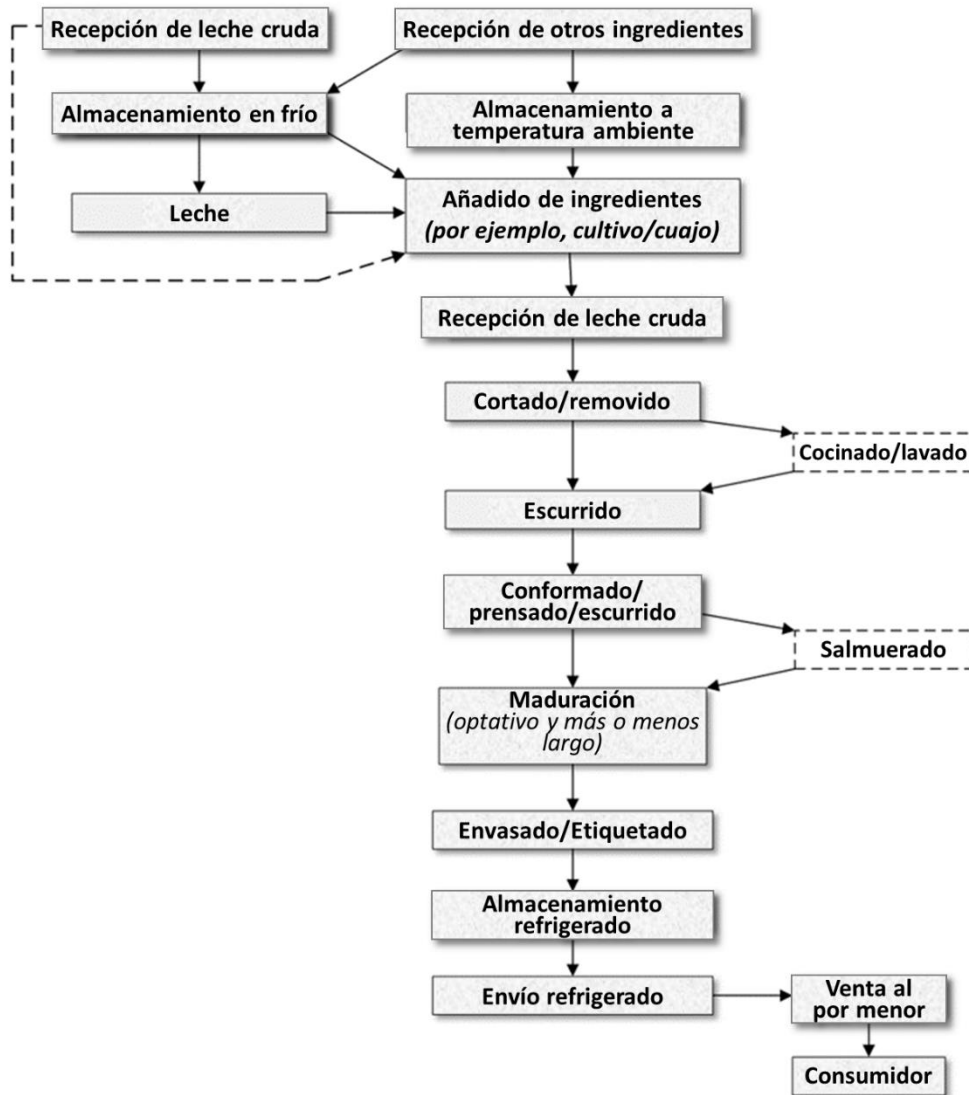 Recepción de leche cruda
Recepción de otros ingredientes
Almacenamiento en frío
Almacenamiento a
temperatura ambiente
Leche
Añadido de ingredientes
(por ejemplo, cultivo/cuajo)
Recepción de leche cruda
Cortado/removido
Cocinado/lavado
Escurrido
Conformado/
prensado/escurrido
Salmuerado
Maduración
(optativo y más o menos
largo)
Envasado/Etiquetado
Almacenamiento
refrigerado
Envío refrigerado
Venta al
por menor
Consumidor